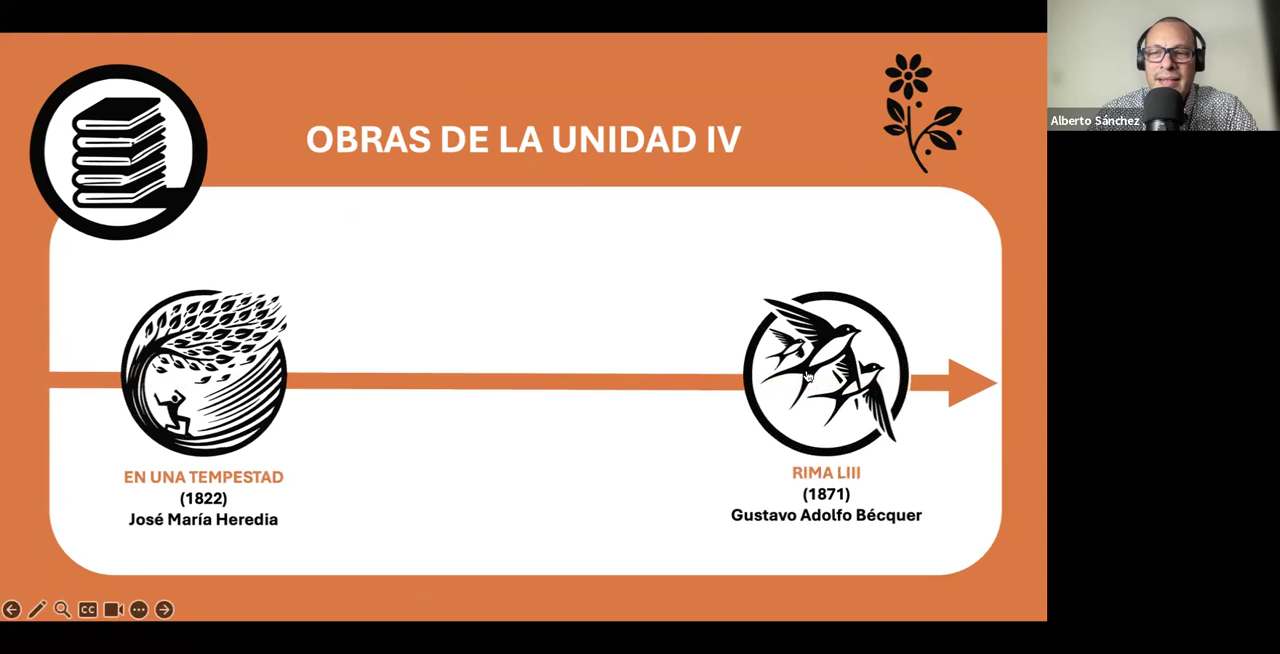 OBRAS DE LA UNIDAD IV
Alberto Sánchez
EN UNA TEMPESTAD
(1822)
José María Heredia
RIMA LIII
(1871)
Gustavo Adolfo Bécquer
CC